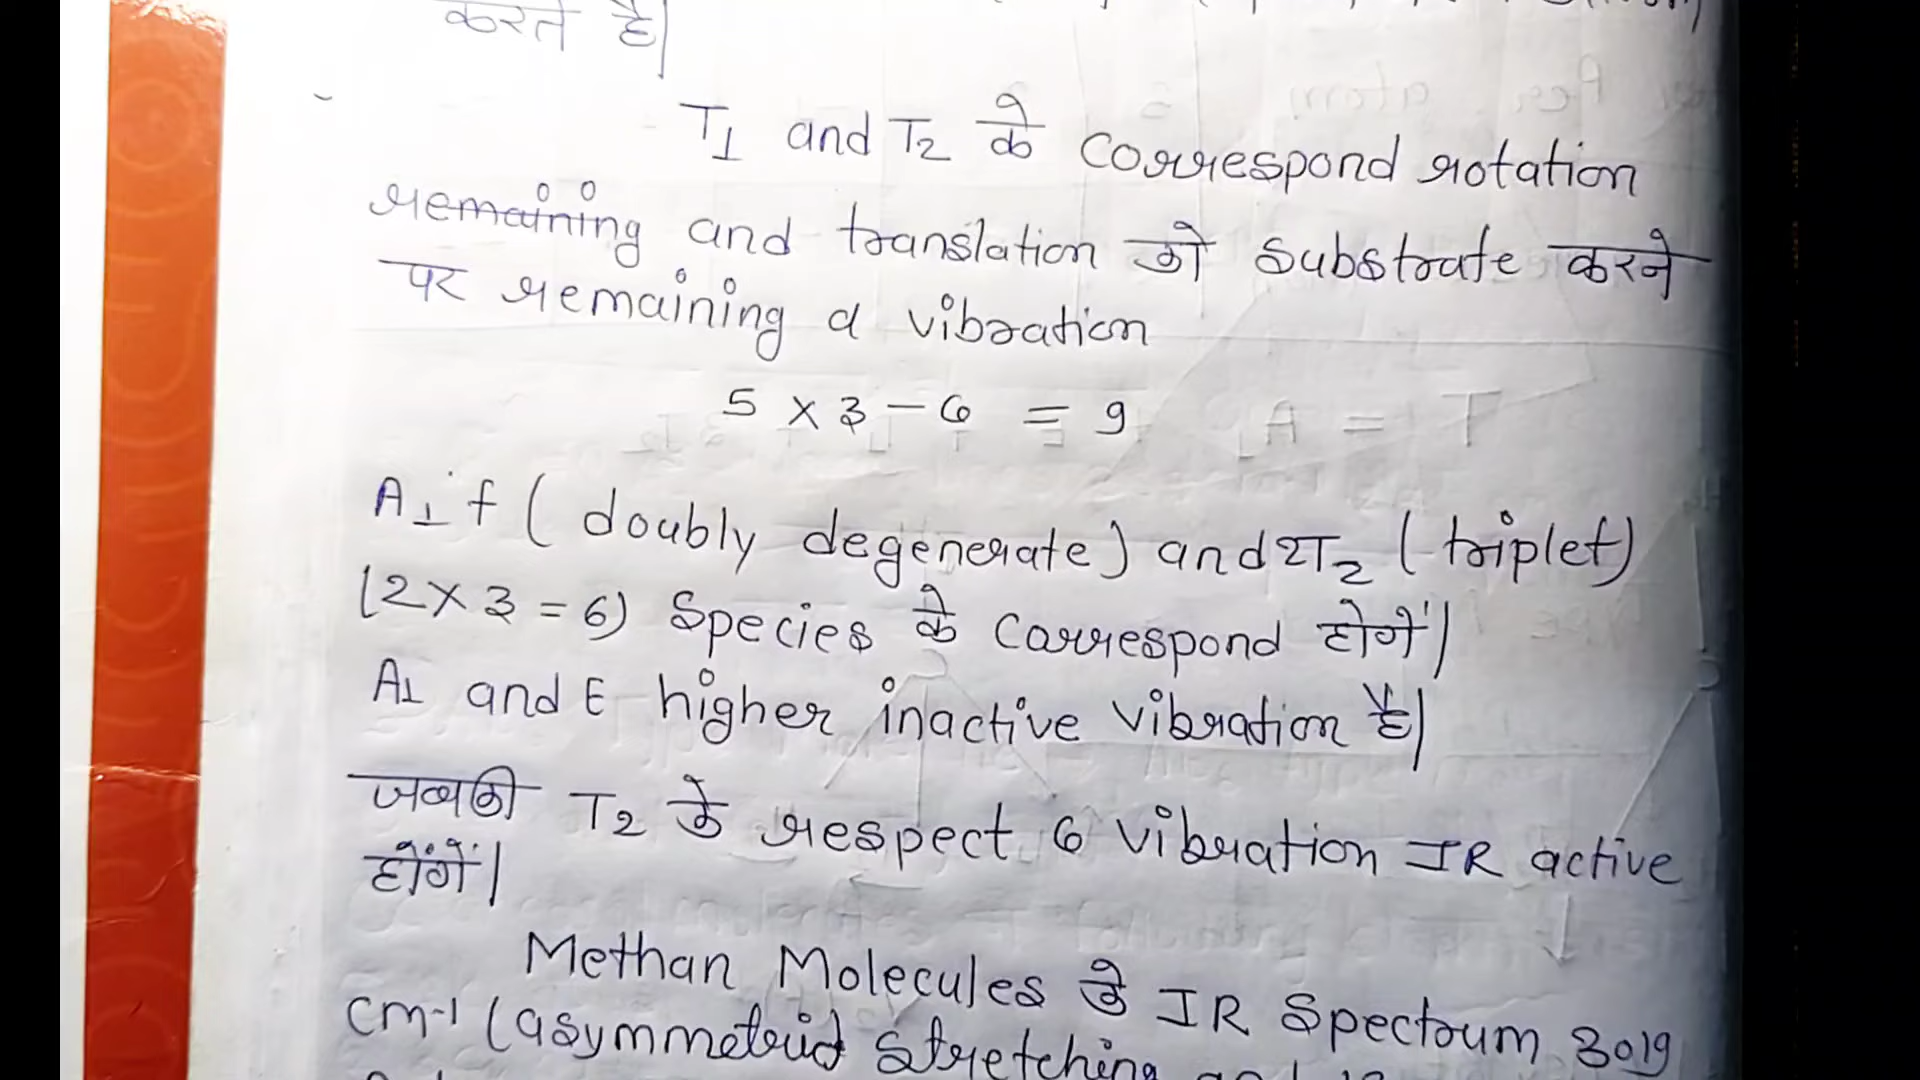 करते है।
T1 and T2 के Correspond rotation
remaining and translation को Substrate करने
पर remaining d vibration
5 X 3 - 6 = 9
A1 f ( doubly degenerate) and 2T2 ( triplet)
(2 X 3 = 6) Species के Correspond होगें।
A1 and E higher inactive vibration है।
जबकी T2 के respect 6 vibration IR active
होंगें।
Methan Molecules के IR Spectrum 3019
cm-1 (asymmetrid Stretching and